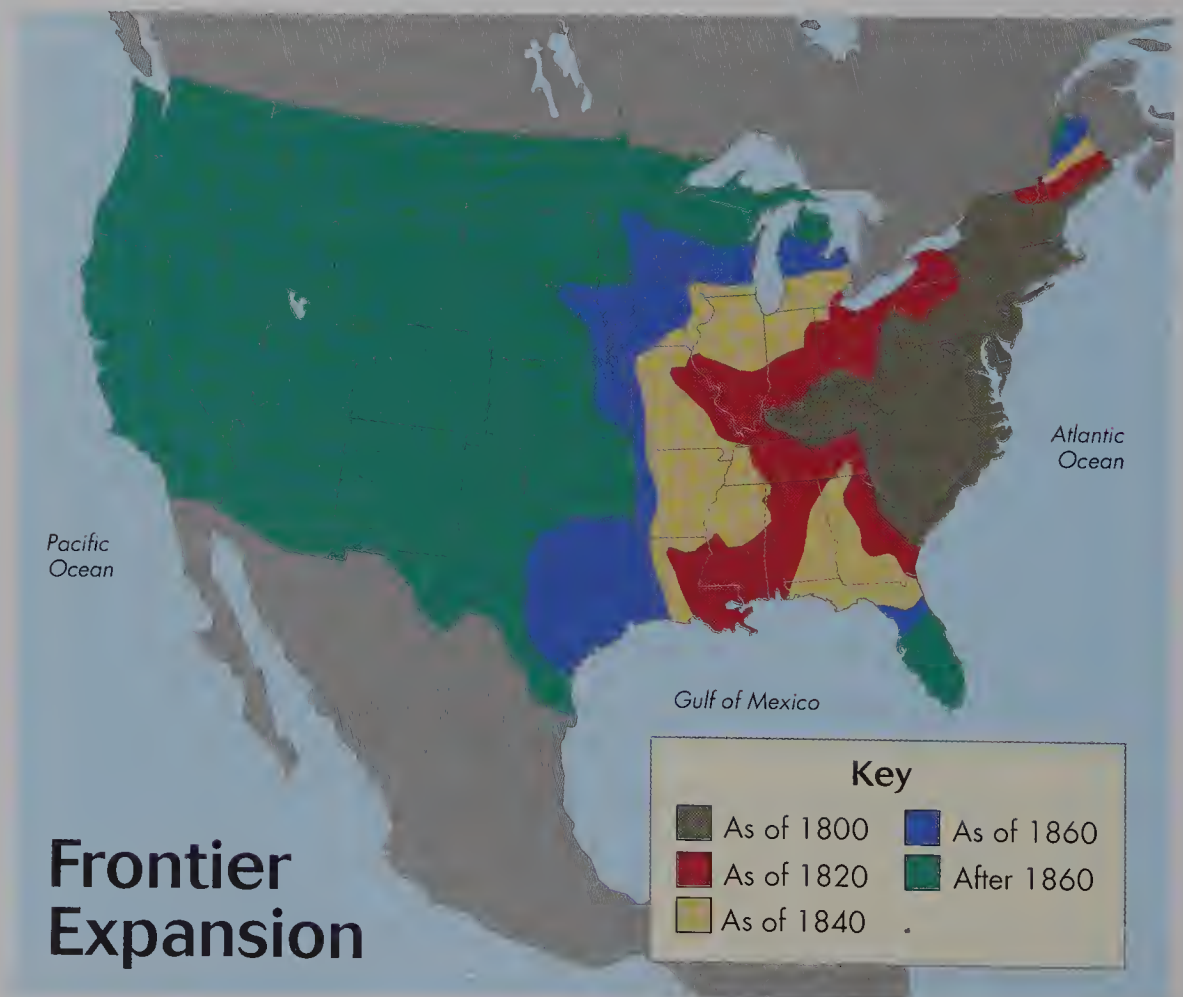 Atlantic
Ocean
Pacific
Ocean
Gulf of Mexico
Key
As of 1800
As of 1820
As of 1840
As of 1860
After 1860
Frontier
Expansion